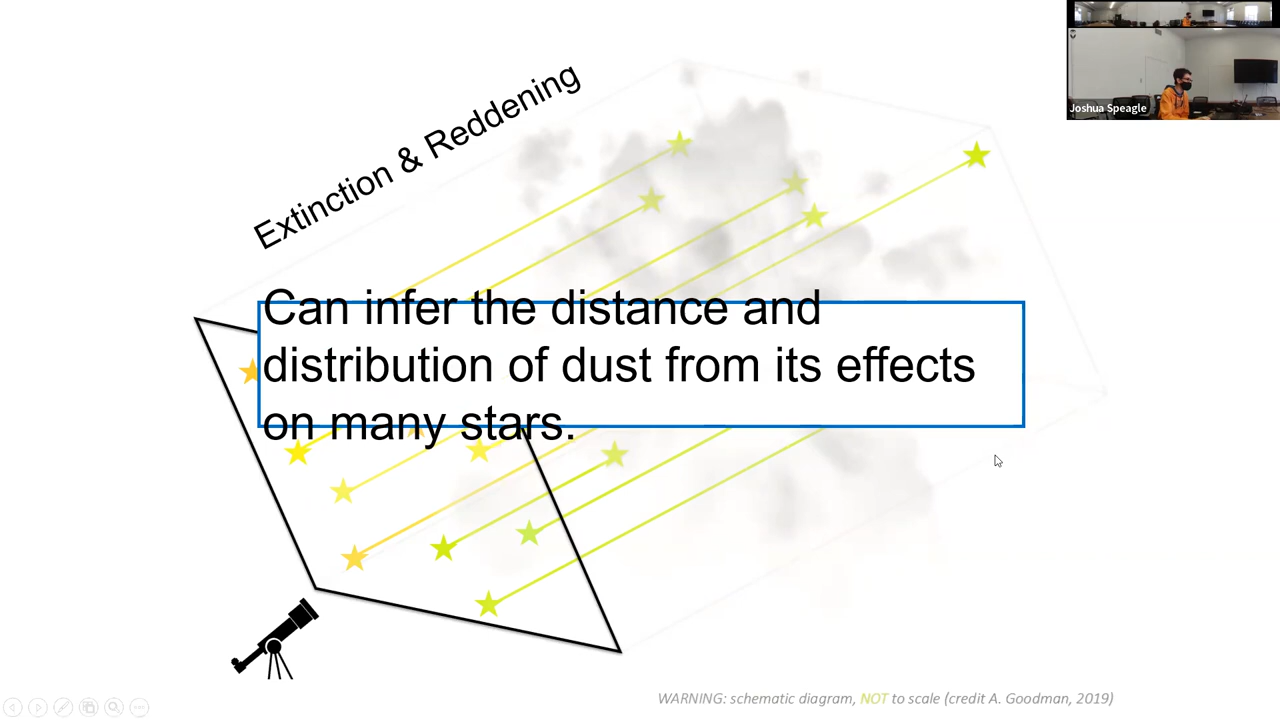 Extinction & Reddening
Joshua Speagle
Can infer the distance and
distribution of dust from its effects
on many stars.
WARNING: schematic diagram, NOT to scale (credit A. Goodman, 2019)